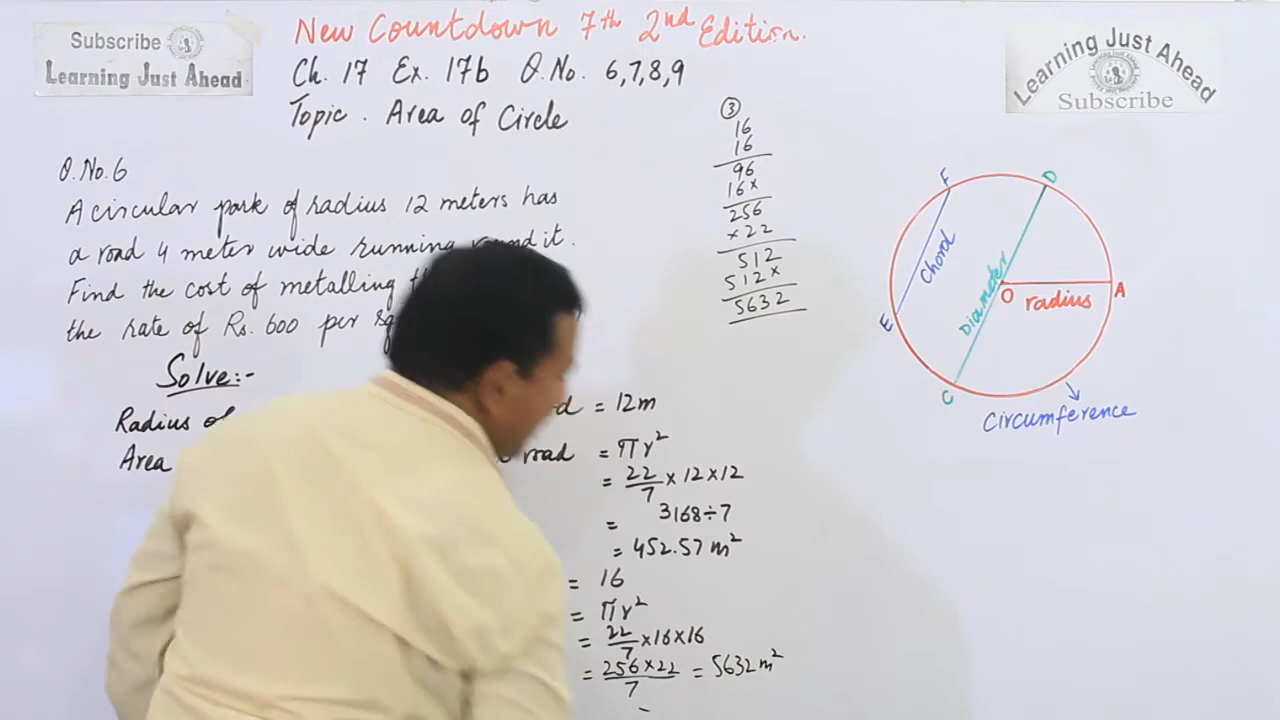 Subscribe
Learning Just Ahead
New Countdown 7th 2nd Edition.
Ch. 17 Ex. 17b Q.No. 6,7,8,9
Topic. Area of Circle
Learning Just Ahead
Subscribe
Q.No.6
A circular park of radius 12 meters has
a road 4 meter wide running it.
Find the cost of metalling
the rate of Rs. 600 per
Solve:-
Radius = 12m
Area road = πr²
= 22/7 × 12 × 12
= 3168÷7
= 452.57 m²
= 16
= πr²
= 22/7 ×16×16
= 256×22/7 = 5632 m²
③
16
16
96
16×
256
×22
512
512×
5632
F
D
Chord
Diameter
O
radius
A
E
C
Circumference